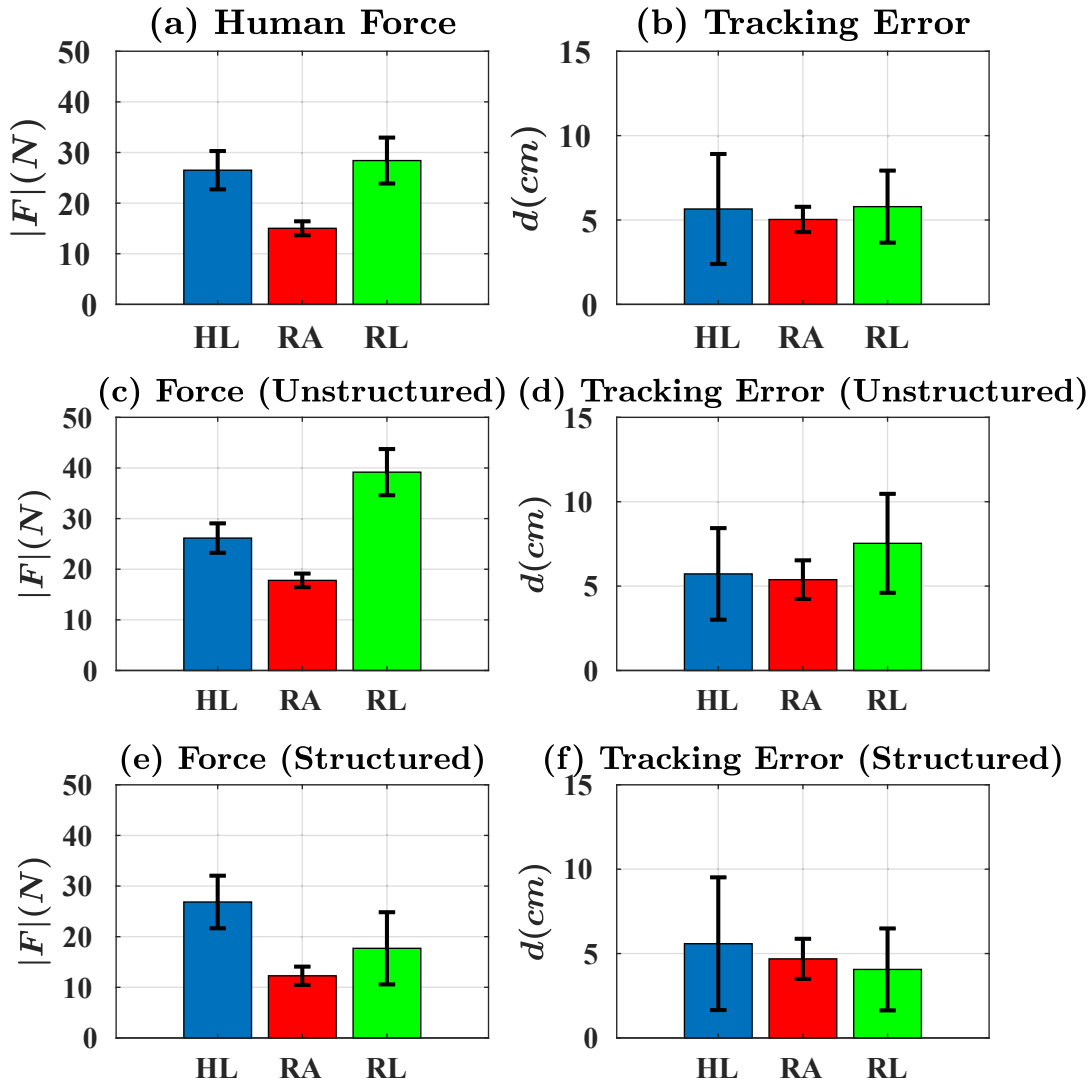 (a) Human Force
50
40
30
20
10
0
|F|(N)
HL RA RL
(b) Tracking Error
15
10
5
0
d(cm)
HL RA RL
(c) Force (Unstructured)
50
40
30
20
10
0
|F|(N)
HL RA RL
(d) Tracking Error (Unstructured)
15
10
5
0
d(cm)
HL RA RL
(e) Force (Structured)
50
40
30
20
10
0
|F|(N)
HL RA RL
(f) Tracking Error (Structured)
15
10
5
0
d(cm)
HL RA RL